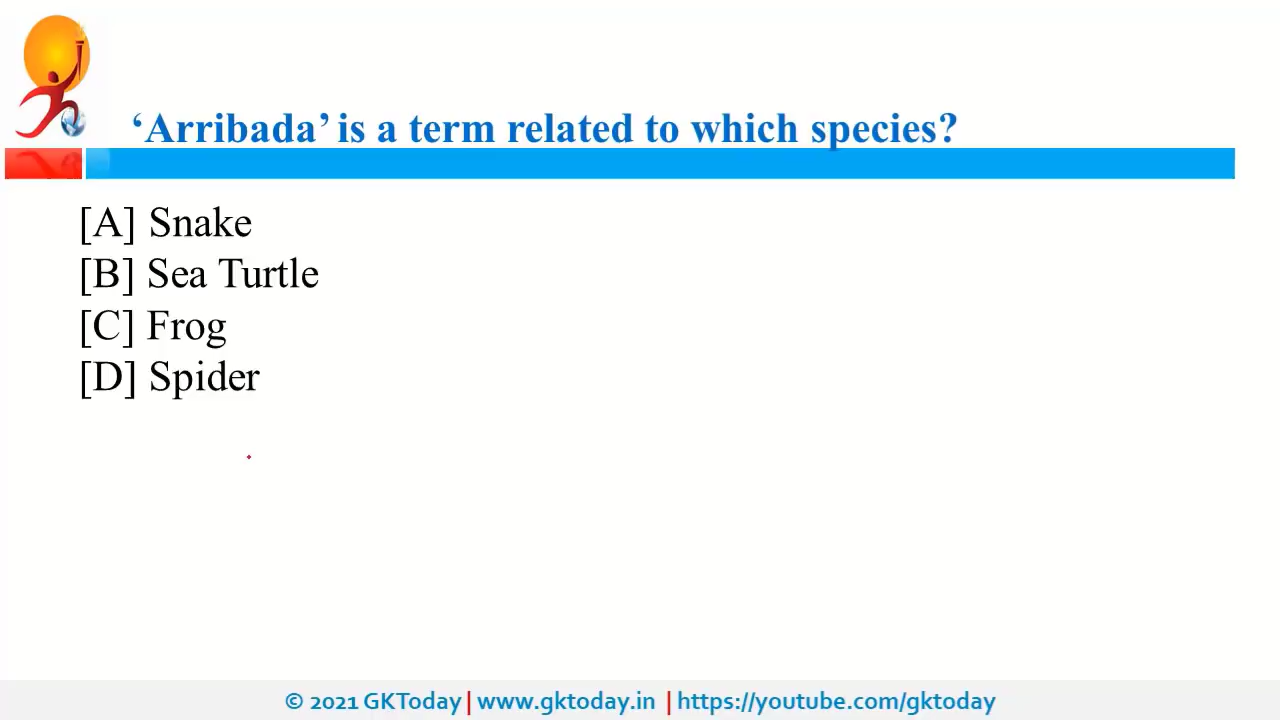 ‘Arribada’ is a term related to which species?
[A] Snake
[B] Sea Turtle
[C] Frog
[D] Spider
© 2021 GKToday | www.gktoday.in | https://youtube.com/gktoday